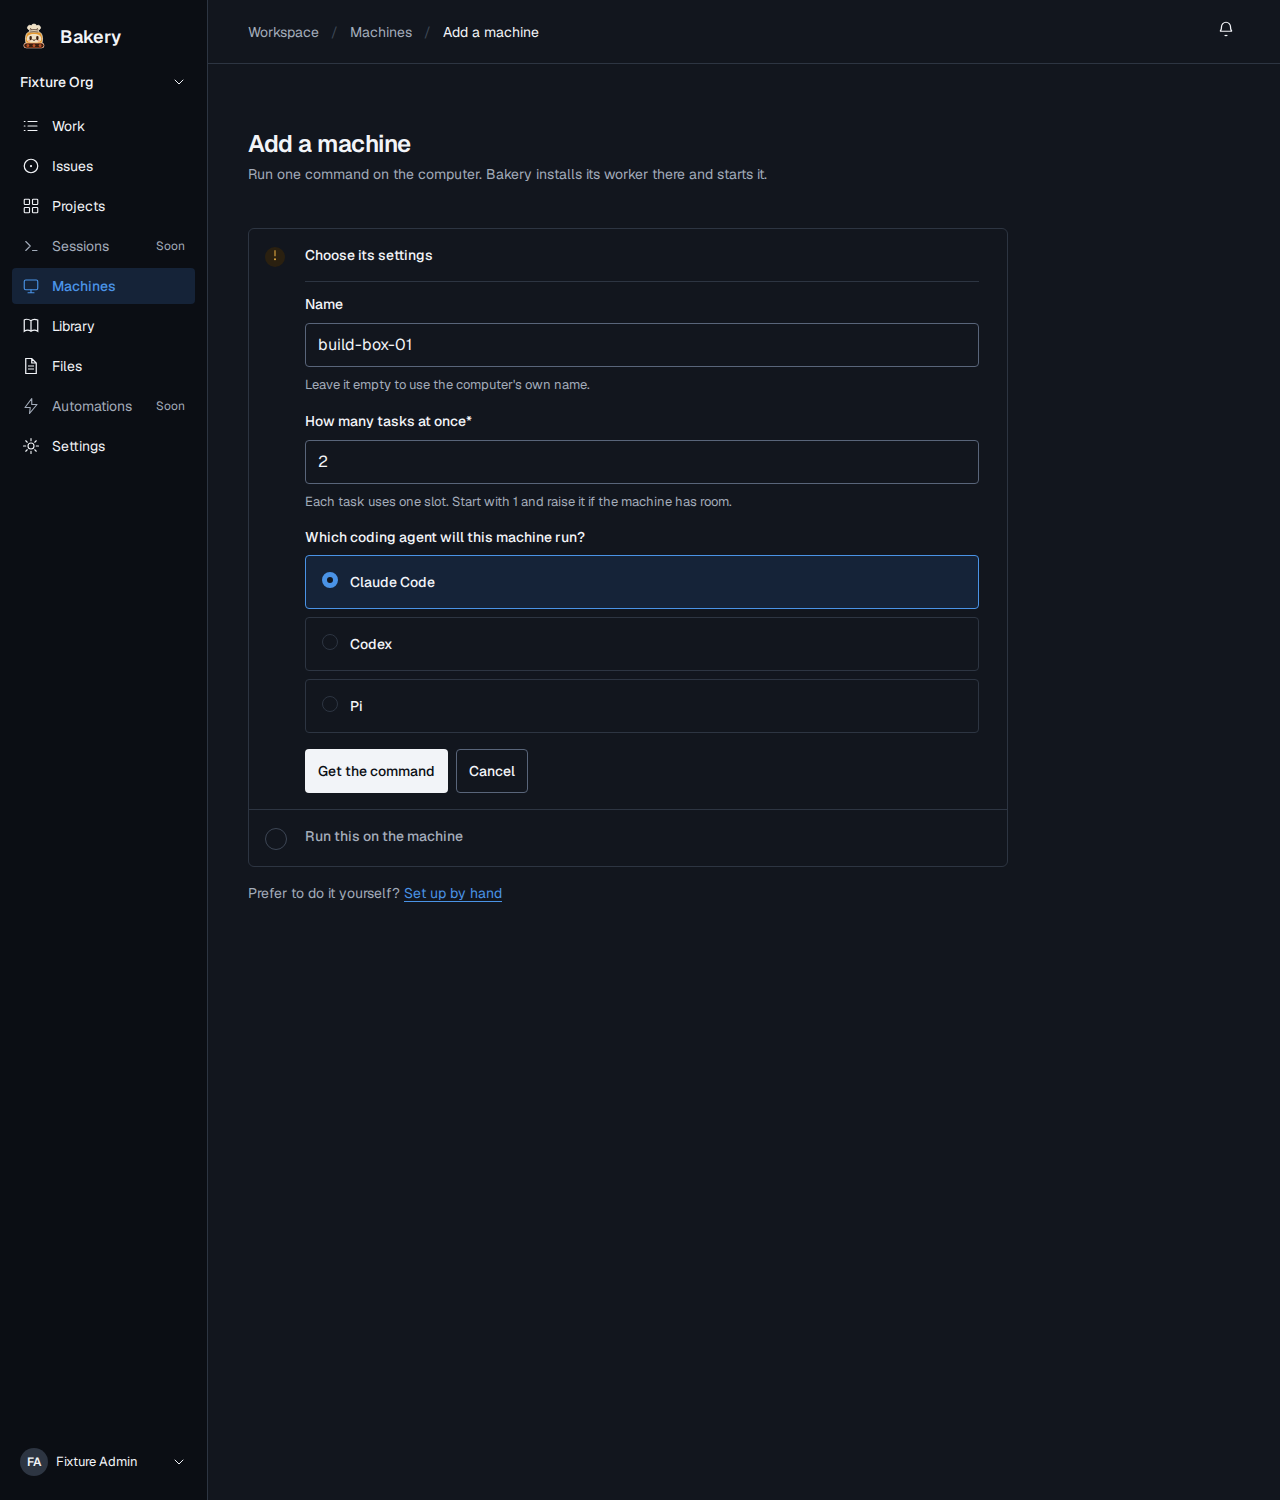 Bakery
Fixture Org
Work
Issues
Projects
Sessions Soon
Machines
Library
Files
Automations Soon
Settings
FA Fixture Admin
Workspace / Machines / Add a machine
Add a machine
Run one command on the computer. Bakery installs its worker there and starts it.
! Choose its settings
Name
build-box-01
Leave it empty to use the computer's own name.
How many tasks at once*
2
Each task uses one slot. Start with 1 and raise it if the machine has room.
Which coding agent will this machine run?
Claude Code
Codex
Pi
Get the command Cancel
Run this on the machine
Prefer to do it yourself? Set up by hand